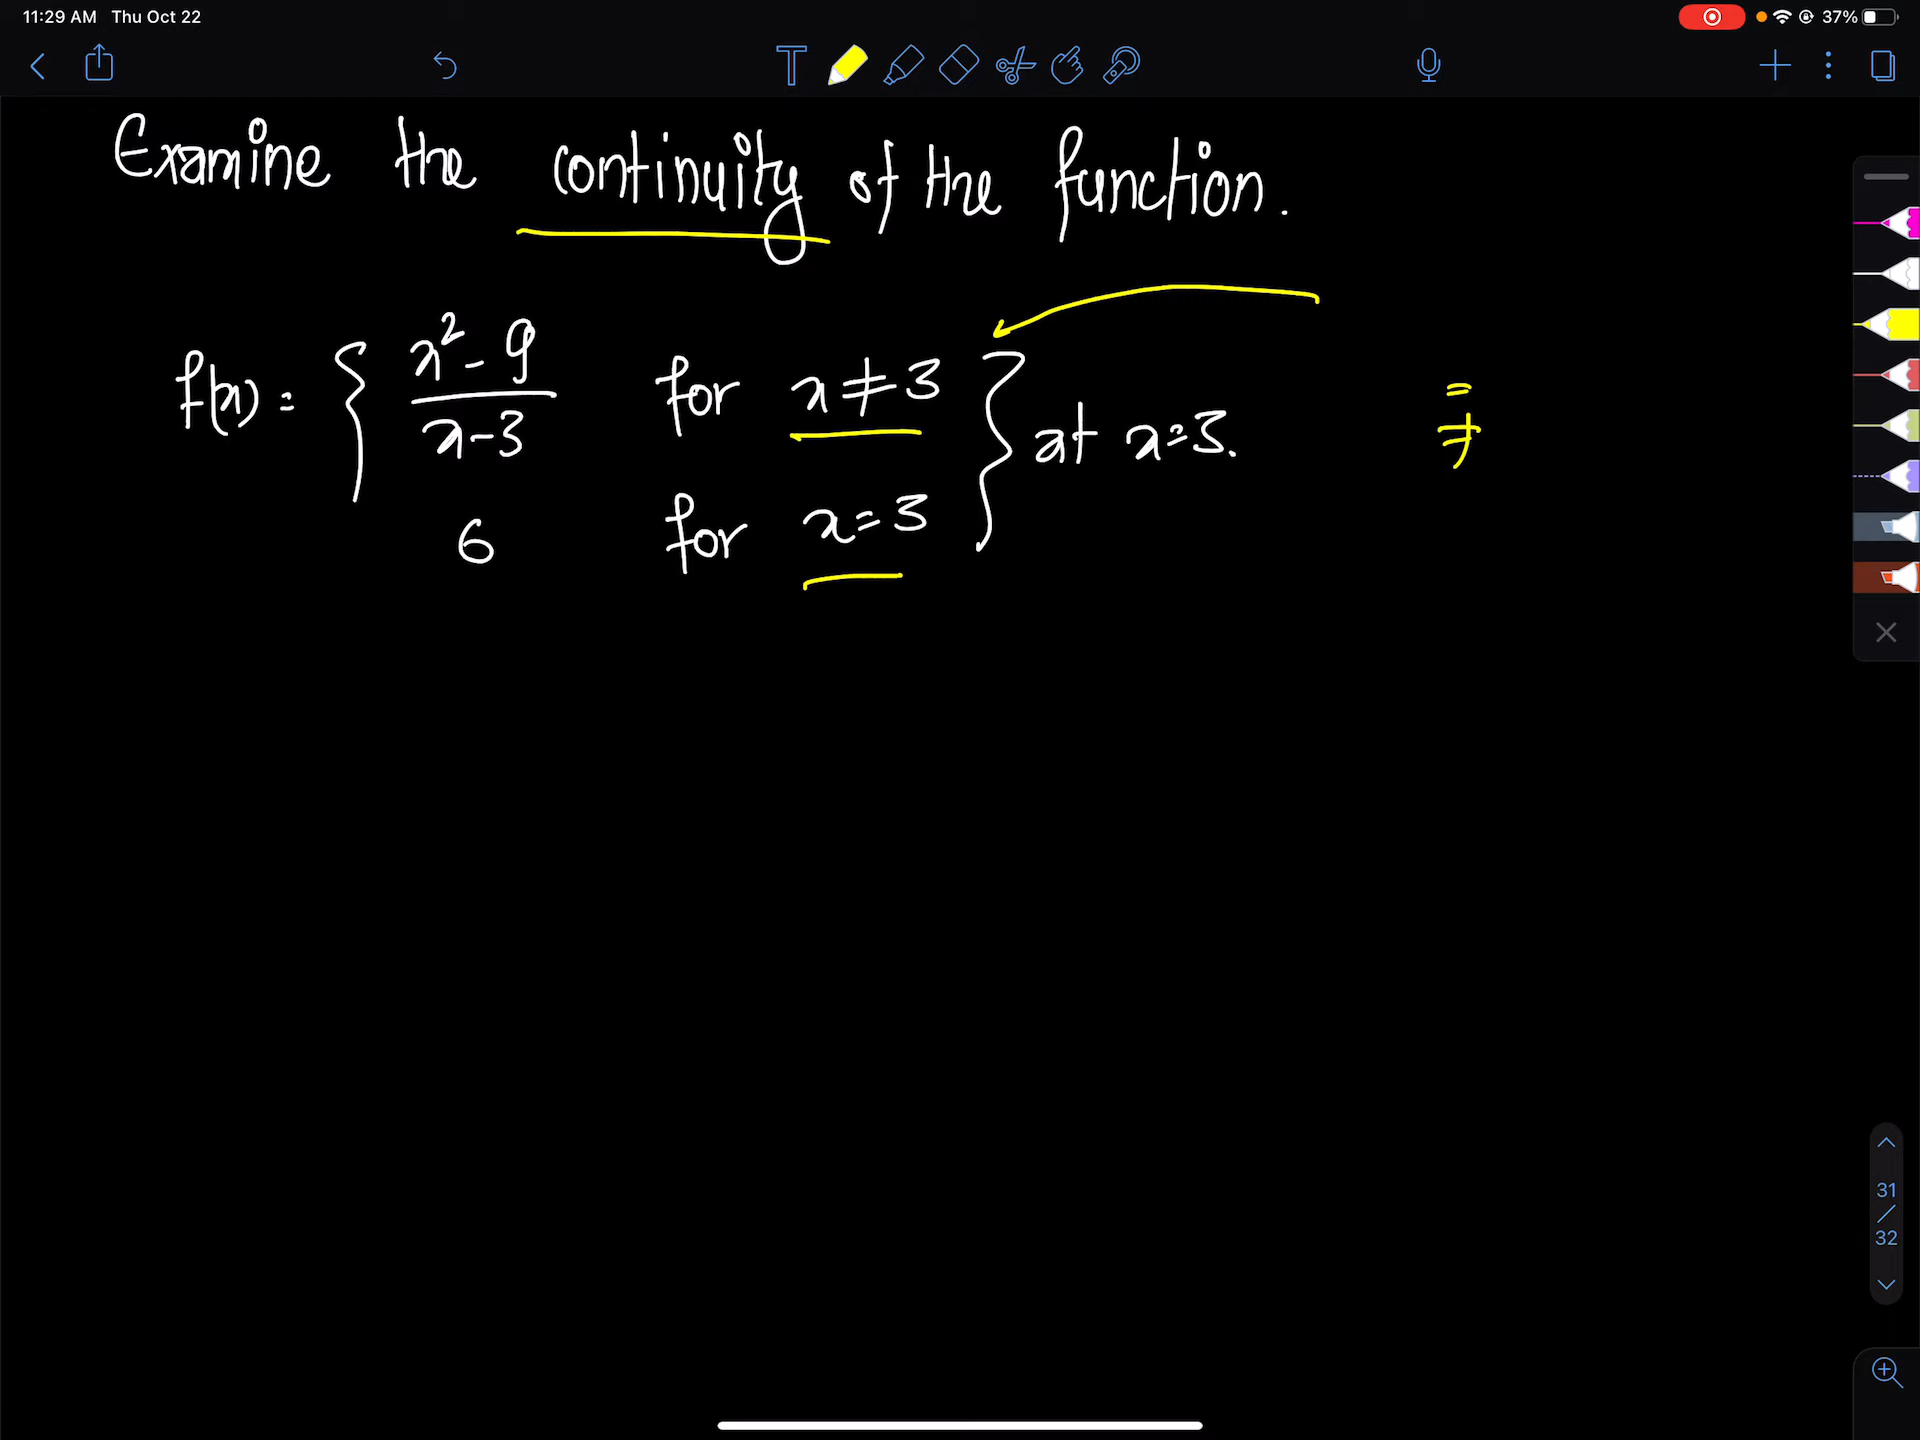 11:29 AM Thu Oct 22 37%
Examine the continuity of the function.
f(x) = { x² - 9 / x - 3 for x ≠ 3 } at x = 3.
6 for x = 3
=
≠
31
/
32